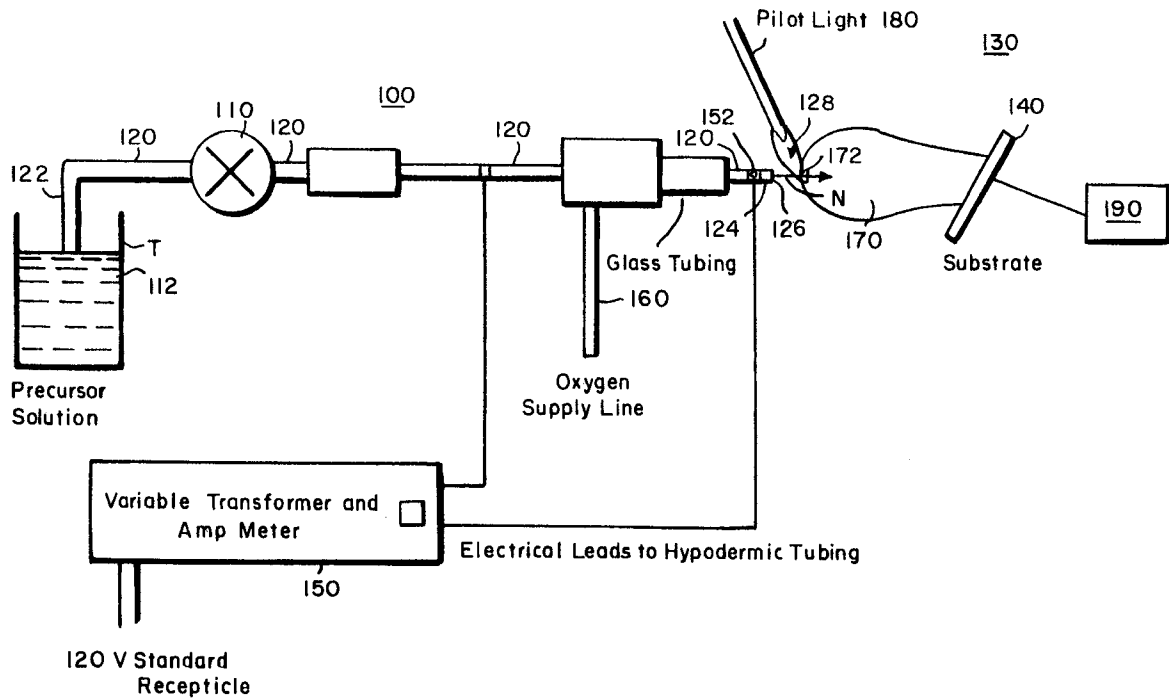 Pilot Light 180
130
100
110
152
128
140
120
120
120
120
172
122
N
190
T
124
126
170
112
Glass Tubing
Substrate
160
Precursor
Solution
Oxygen
Supply Line
Variable Transformer and
Amp Meter
Electrical Leads to Hypodermic Tubing
150
120 V Standard
Recepticle